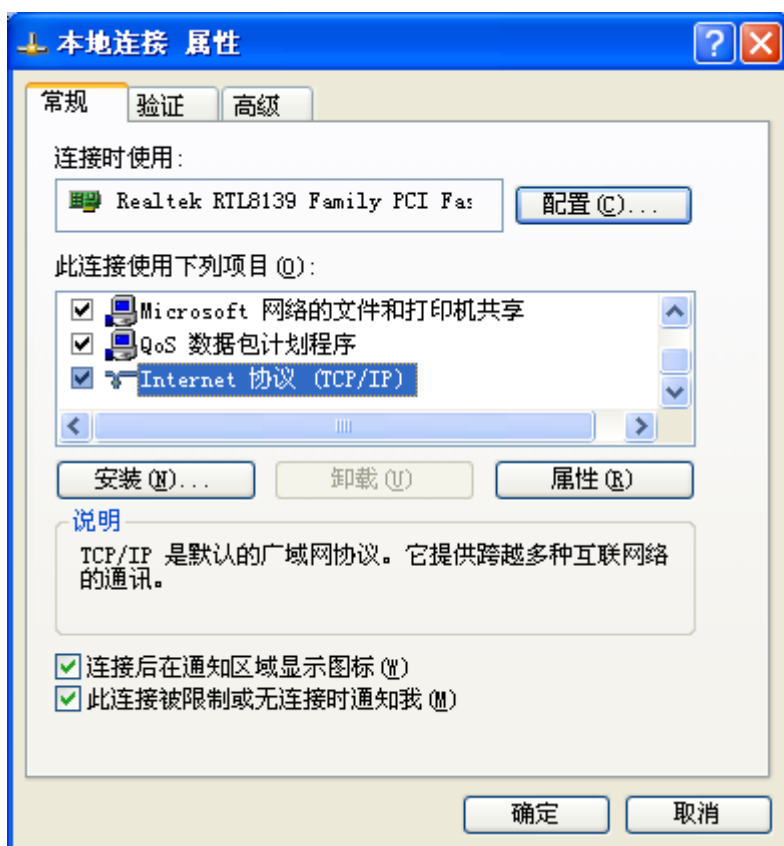 本地连接 属性
常规 验证 高级
连接时使用:
Realtek RTL8139 Family PCI Fas
配置(C)...
此连接使用下列项目(O):
Microsoft 网络的文件和打印机共享
QoS 数据包计划程序
Internet 协议 (TCP/IP)
安装(N)... 卸载(U) 属性(R)
说明
TCP/IP 是默认的广域网协议。它提供跨越多种互联网络
的通讯。
连接后在通知区域显示图标(W)
此连接被限制或无连接时通知我(M)
确定 取消